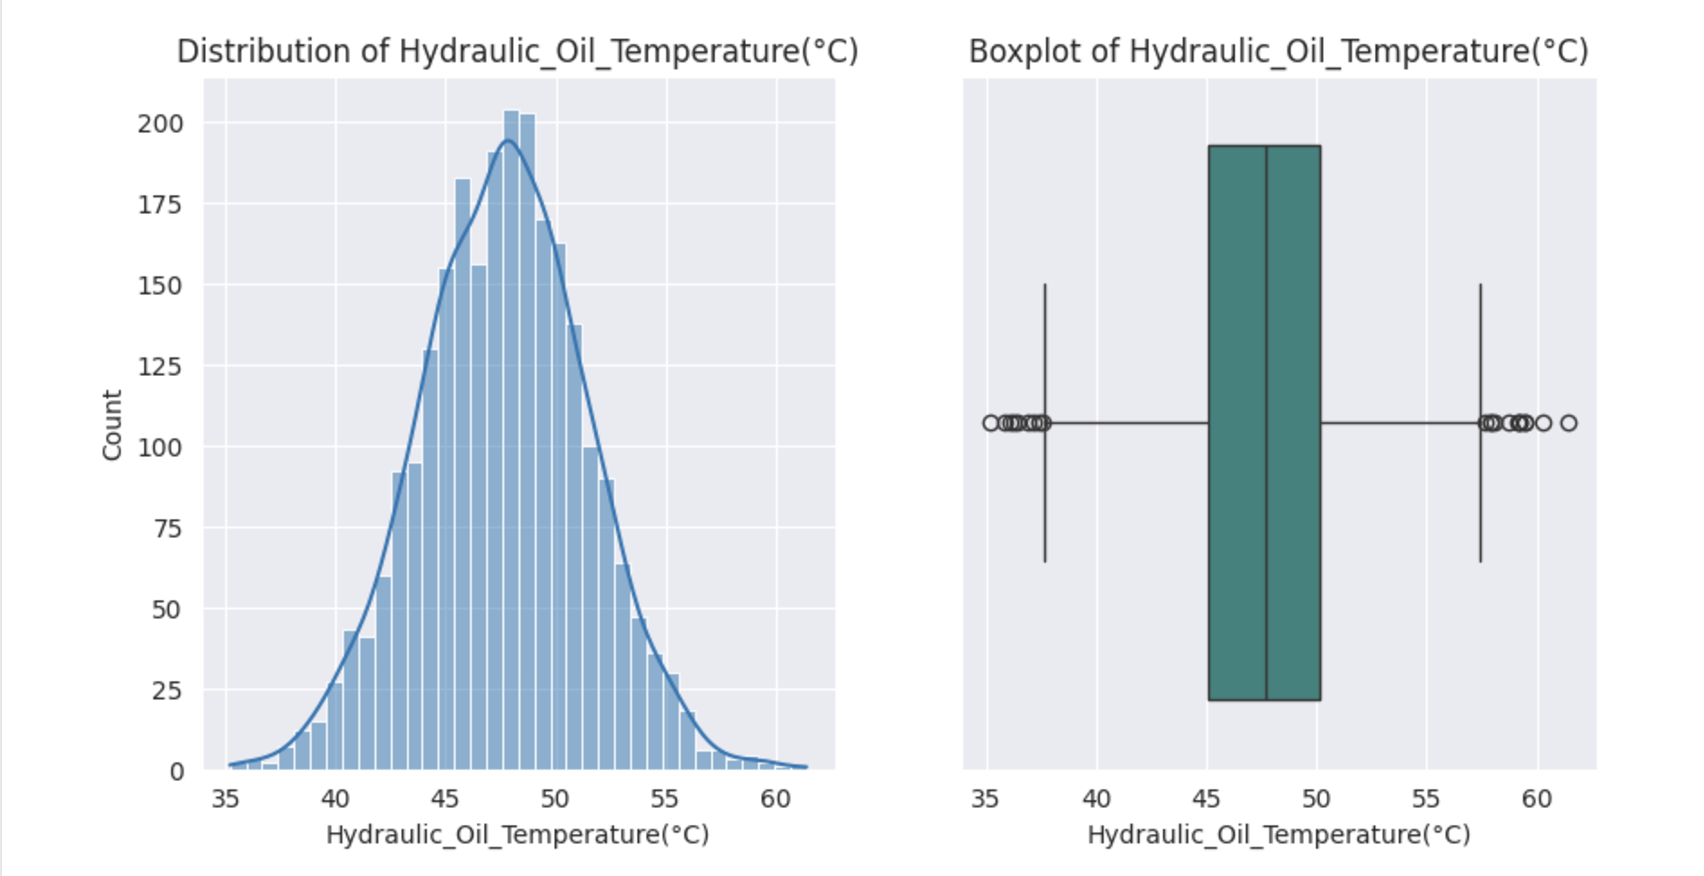 Distribution of Hydraulic_Oil_Temperature(°C)
200
175
150
125
100
75
50
25
0
Count
35 40 45 50 55 60
Hydraulic_Oil_Temperature(°C)
Boxplot of Hydraulic_Oil_Temperature(°C)
35 40 45 50 55 60
Hydraulic_Oil_Temperature(°C)